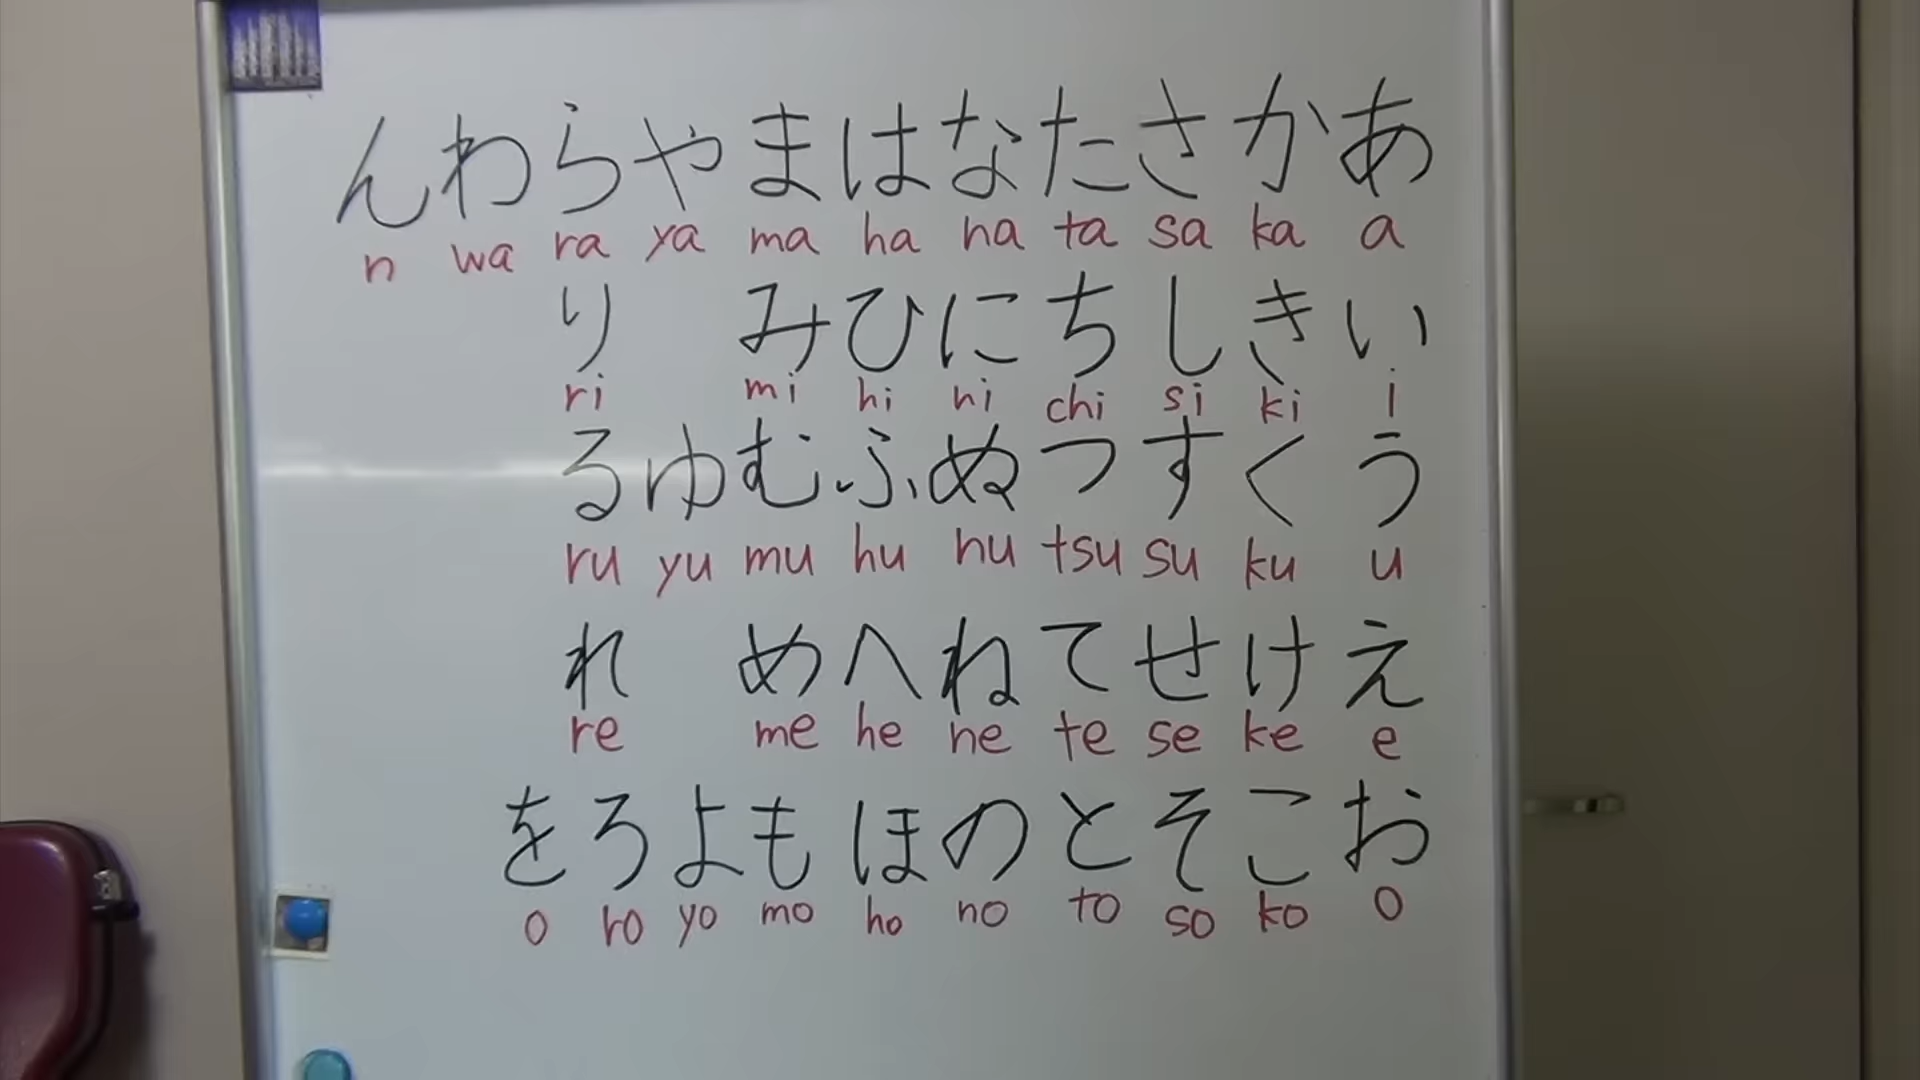 んわらやまはなたさかあ
n wa ra ya ma ha na ta sa ka a
り みひにちしきい
ri mi hi ni chi si ki i
るゆむふぬつすくう
ru yu mu hu nu tsu su ku u
れ めへねてせけえ
re me he ne te se ke e
をろよもほのとそこお
o ro yo mo ho no to so ko o